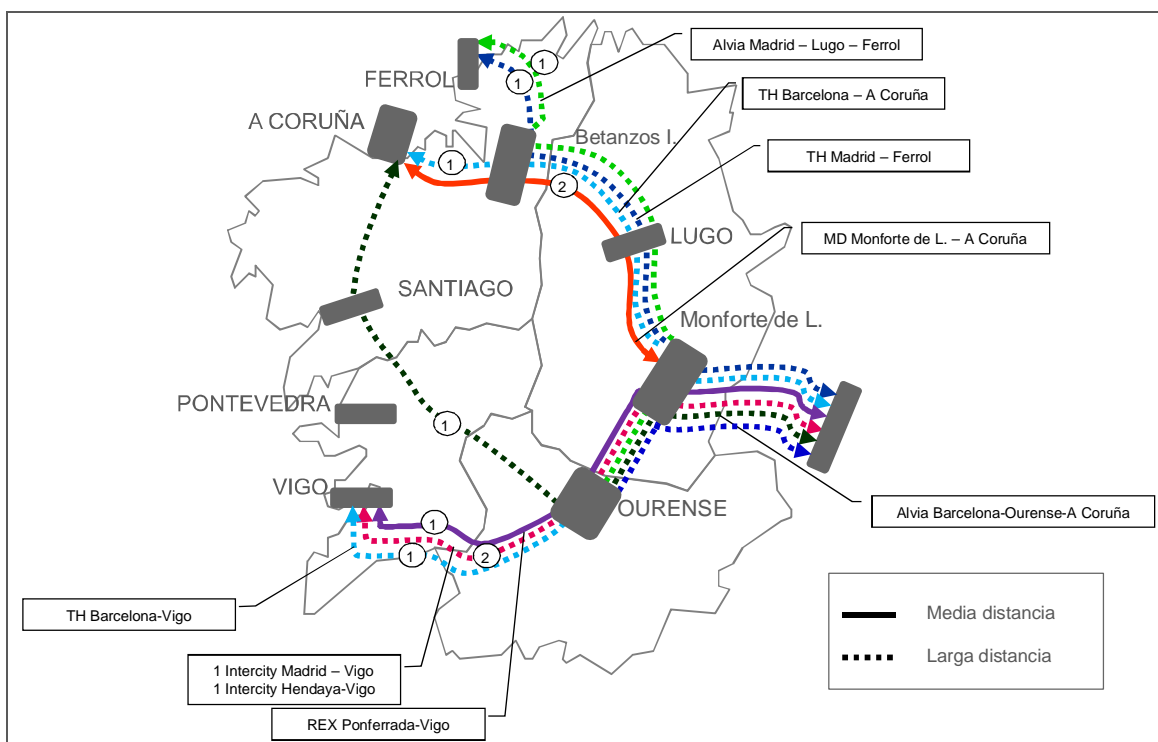 Alvia Madrid – Lugo – Ferrol
1
FERROL
1
TH Barcelona – A Coruña
A CORUÑA
Betanzos I.
1
TH Madrid – Ferrol
2
LUGO
MD Monforte de L. – A Coruña
SANTIAGO
Monforte de L.
PONTEVEDRA
1
VIGO
OURENSE
Alvia Barcelona-Ourense-A Coruña
1
1
2
TH Barcelona-Vigo
Media distancia
Larga distancia
1 Intercity Madrid – Vigo
1 Intercity Hendaya-Vigo
REX Ponferrada-Vigo